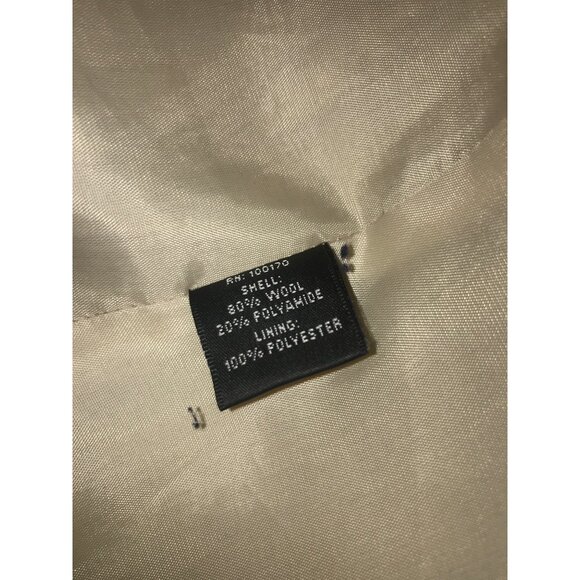 RN: 100170
SHELL:
80% WOOL
20% POLYAMIDE
LINING:
100% POLYESTER